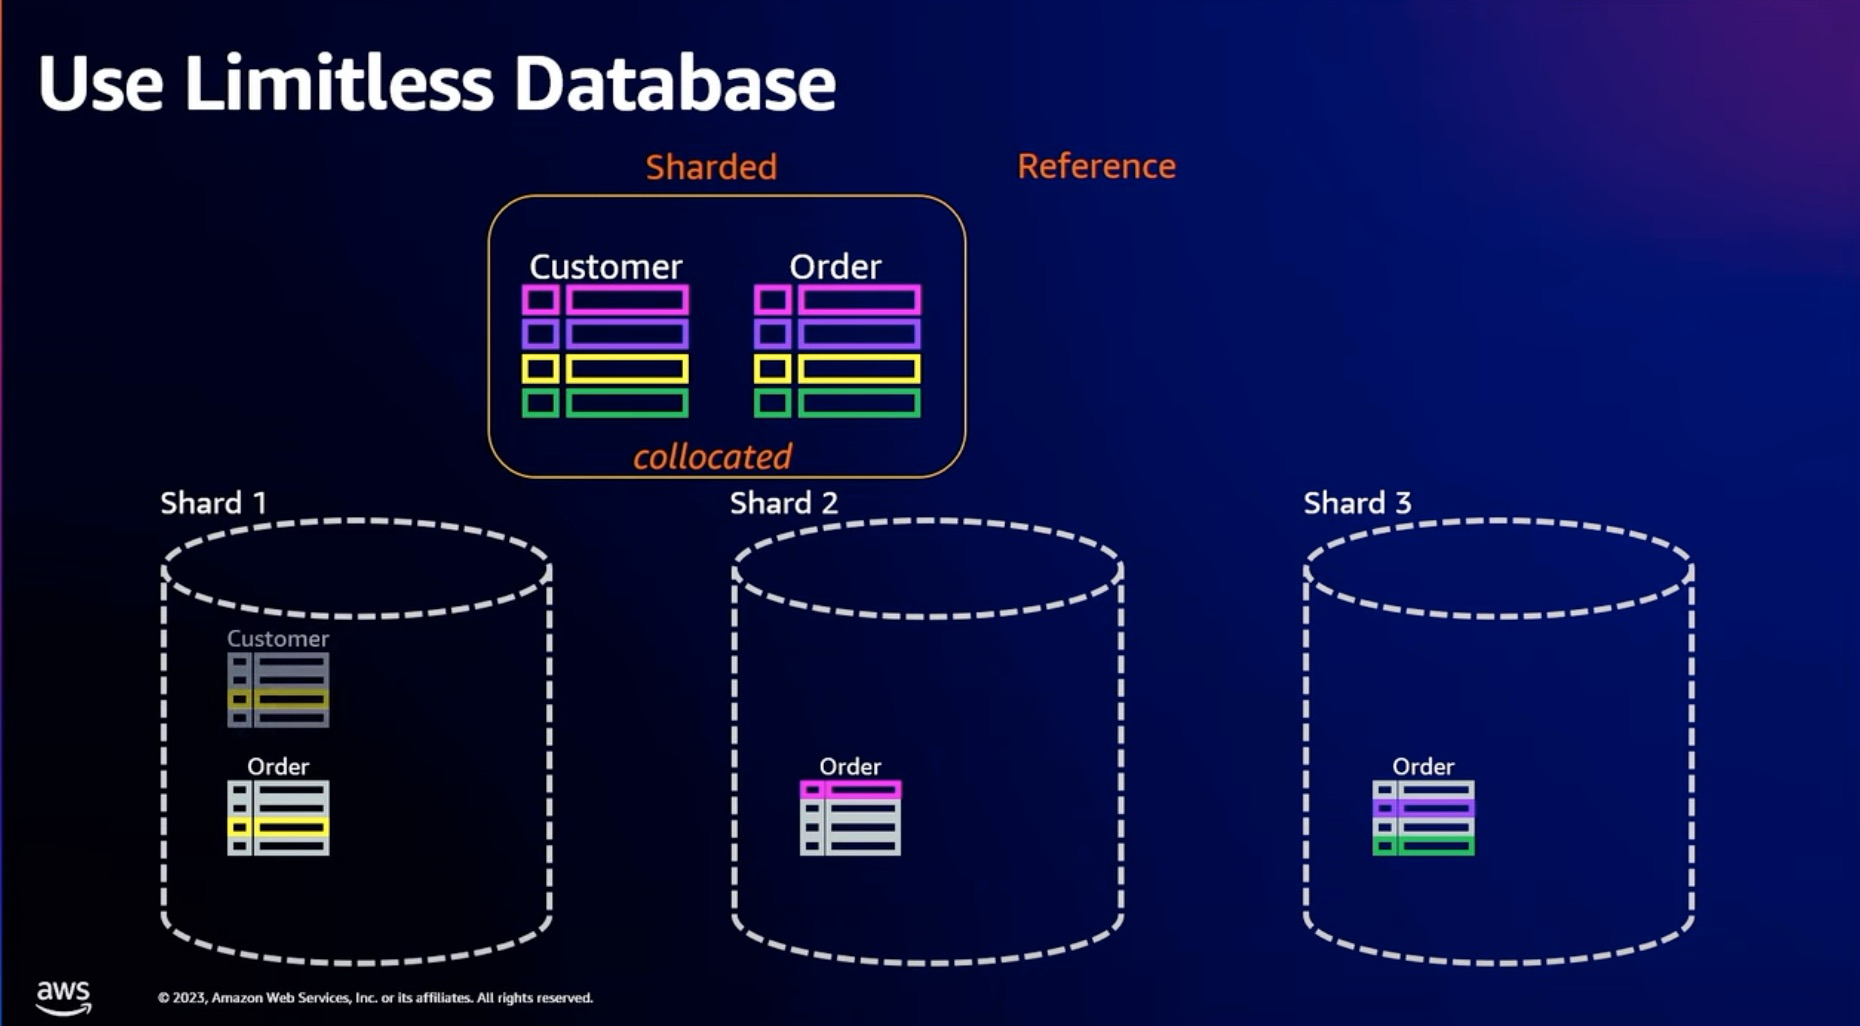 Use Limitless Database
Sharded
Reference
Customer
Order
collocated
Shard 1
Shard 2
Shard 3
Customer
Order
Order
Order
aws
© 2023, Amazon Web Services, Inc. or its affiliates. All rights reserved.